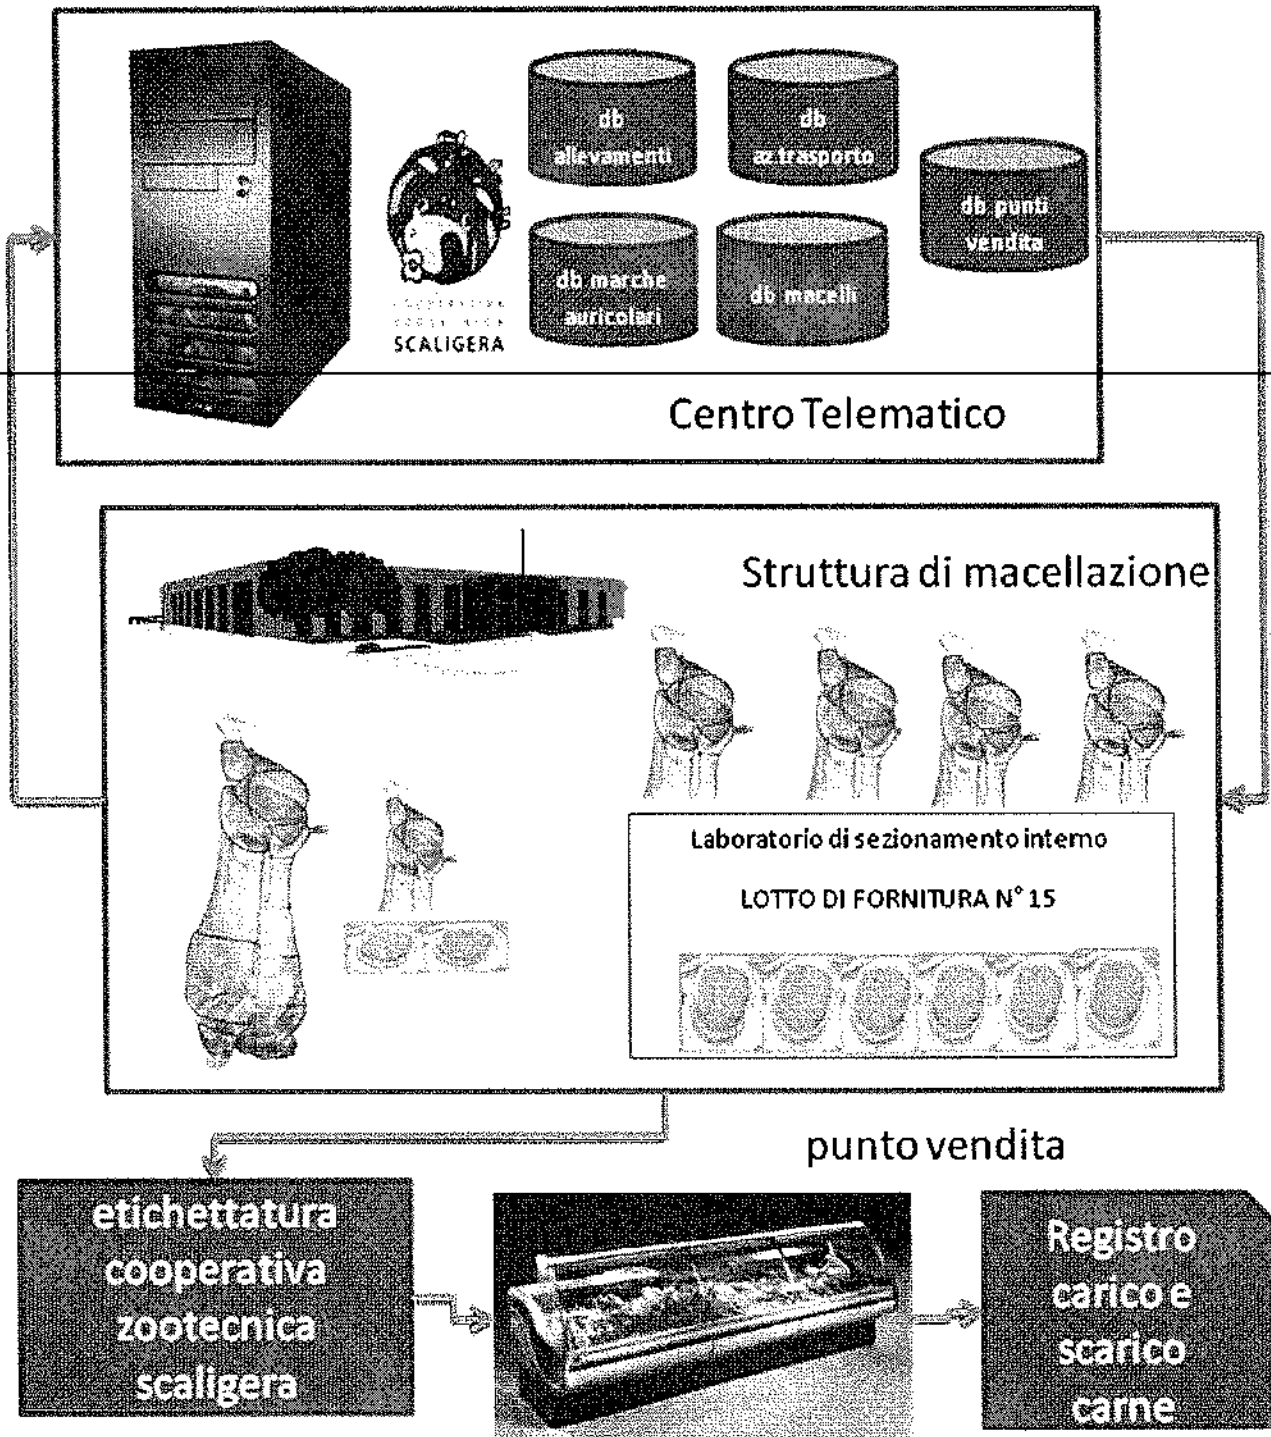 db
allevamenti
db
az.trasporto
db punti
vendita
db marche
auricolari
db macelli
SCALIGERA
Centro Telematico
Struttura di macellazione
Laboratorio di sezionamento interno
LOTTO DI FORNITURA N° 15
punto vendita
etichettatura
cooperativa
zootecnica
scaligera
Registro
carico e
scarico
carne